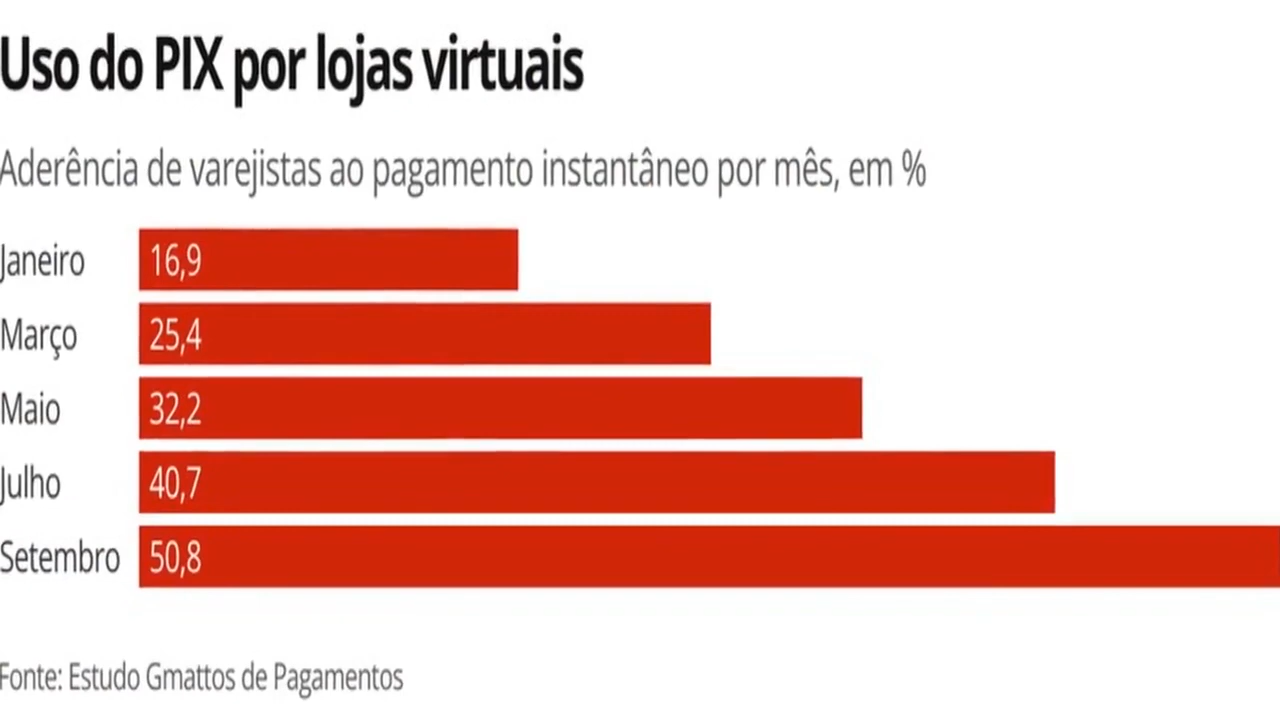 Uso do PIX por lojas virtuais
Aderência de varejistas ao pagamento instantâneo por mês, em %
Janeiro 16,9
Março 25,4
Maio 32,2
Julho 40,7
Setembro 50,8
Fonte: Estudo Gmattos de Pagamentos